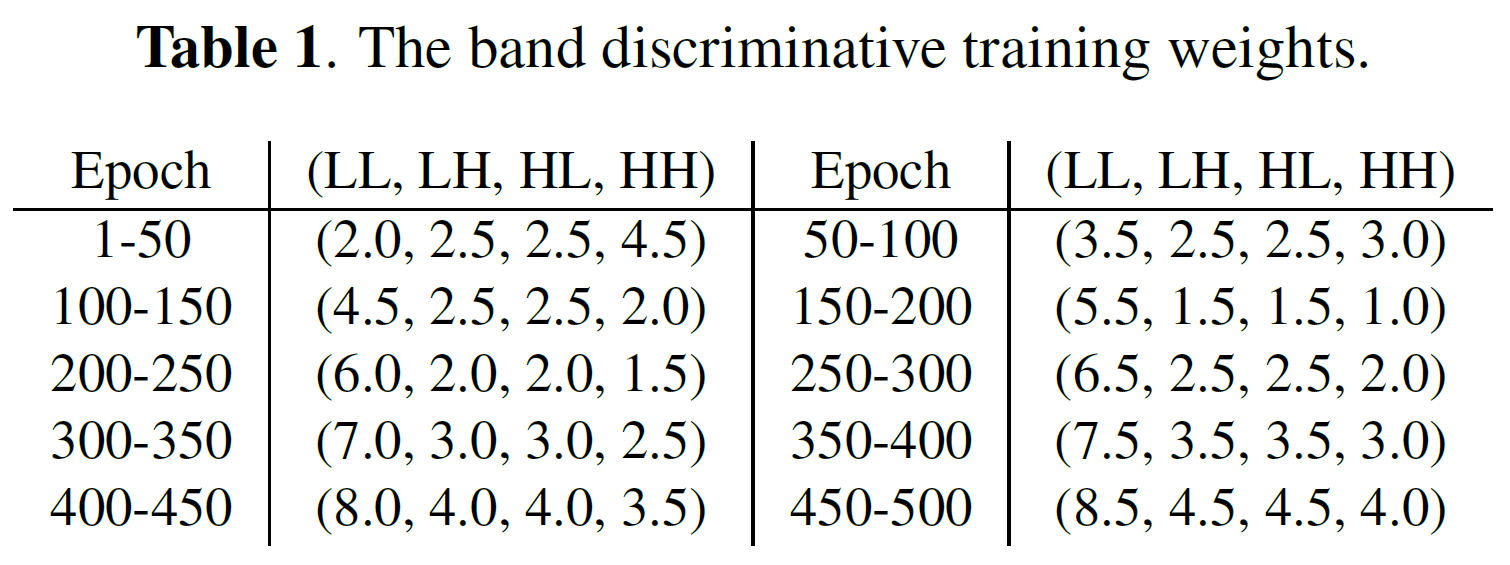 Table 1. The band discriminative training weights.
Epoch (LL, LH, HL, HH) Epoch (LL, LH, HL, HH)
1-50 (2.0, 2.5, 2.5, 4.5) 50-100 (3.5, 2.5, 2.5, 3.0)
100-150 (4.5, 2.5, 2.5, 2.0) 150-200 (5.5, 1.5, 1.5, 1.0)
200-250 (6.0, 2.0, 2.0, 1.5) 250-300 (6.5, 2.5, 2.5, 2.0)
300-350 (7.0, 3.0, 3.0, 2.5) 350-400 (7.5, 3.5, 3.5, 3.0)
400-450 (8.0, 4.0, 4.0, 3.5) 450-500 (8.5, 4.5, 4.5, 4.0)